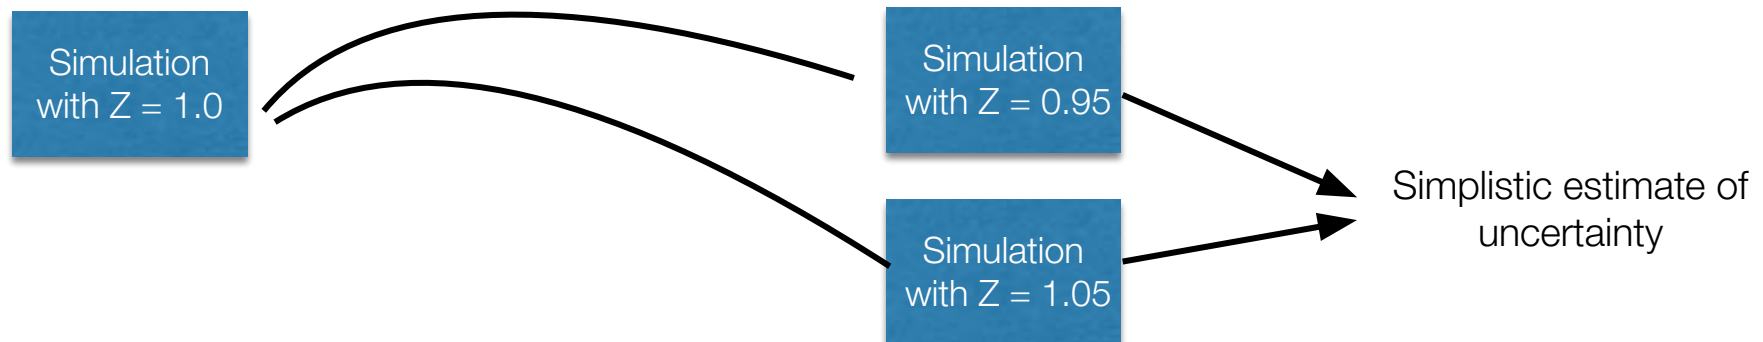 Simulation
with Z = 1.0
Simulation
with Z = 0.95
Simulation
with Z = 1.05
Simplistic estimate of
uncertainty